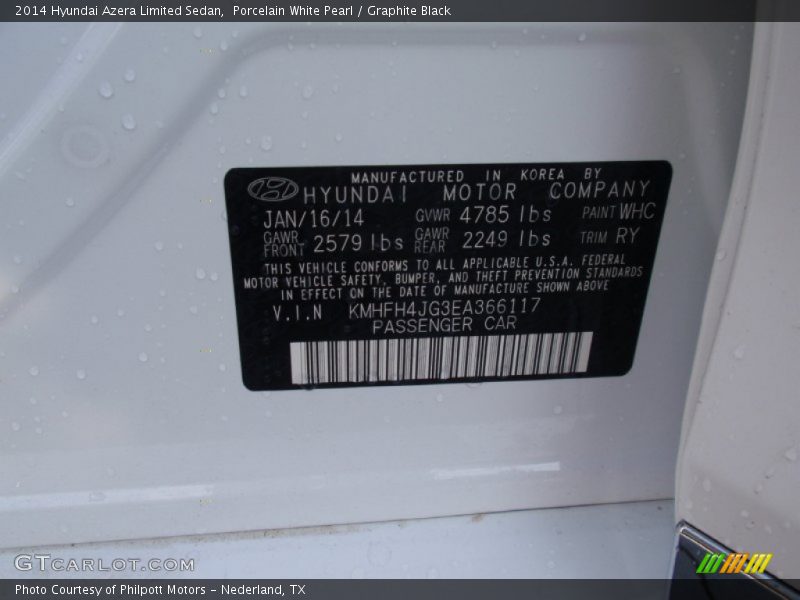 2014 Hyundai Azera Limited Sedan,  Porcelain White Pearl / Graphite Black
MANUFACTURED IN KOREA BY
HYUNDAI MOTOR COMPANY
JAN/16/14 GVWR 4785 lbs PAINT WHC
GAWR FRONT 2579 lbs GAWR REAR 2249 lbs TRIM RY
THIS VEHICLE CONFORMS TO ALL APPLICABLE U.S.A. FEDERAL
MOTOR VEHICLE SAFETY, BUMPER, AND THEFT PREVENTION STANDARDS
IN EFFECT ON THE DATE OF MANUFACTURE SHOWN ABOVE
V.I.N KMHFH4JG3EA366117
PASSENGER CAR
GTCARLOT.COM
Photo Courtesy of Philpott Motors - Nederland, TX